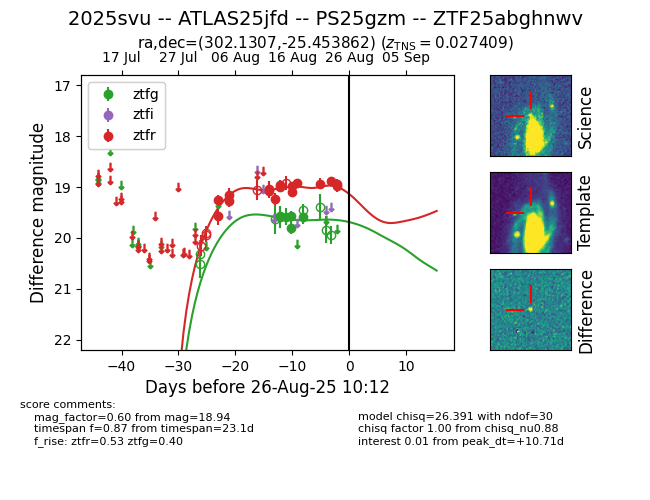 2025svu -- ATLAS25jfd -- PS25gzm -- ZTF25abghnwv
ra,dec=(302.1307,-25.453862) (z_TNS = 0.027409)
17 Jul 27 Jul 06 Aug 16 Aug 26 Aug 05 Sep
ztfg
ztfi
ztfr
17
18
19
20
21
22
Difference magnitude
−40 −30 −20 −10 0 10
Days before 26-Aug-25 10:12
Science
Template
Difference
score comments:
mag_factor=0.60 from mag=18.94
timespan f=0.87 from timespan=23.1d
f_rise: ztfr=0.53 ztfg=0.40
model chisq=26.391 with ndof=30
chisq factor 1.00 from chisq_nu0.88
interest 0.01 from peak_dt=+10.71d